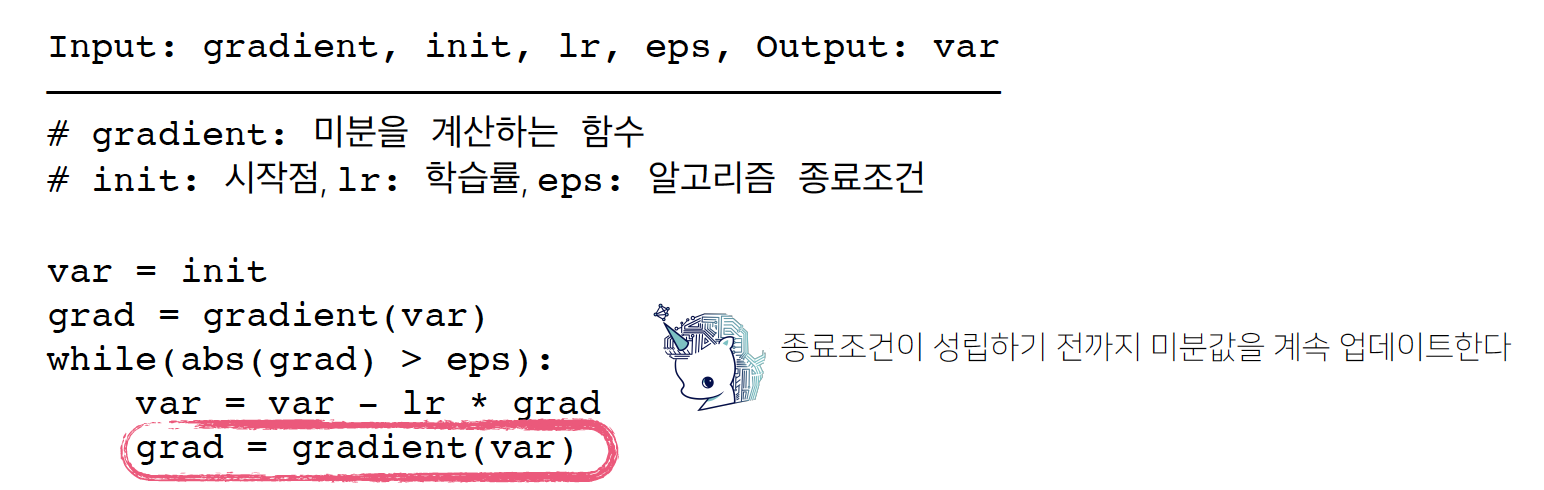 Input: gradient, init, lr, eps, Output: var
# gradient: 미분을 계산하는 함수
# init: 시작점, lr: 학습률, eps: 알고리즘 종료조건
var = init
grad = gradient(var)
while(abs(grad) > eps):
종료조건이 성립하기 전까지 미분값을 계속 업데이트한다
var = var – lr * grad
grad = gradient(var)